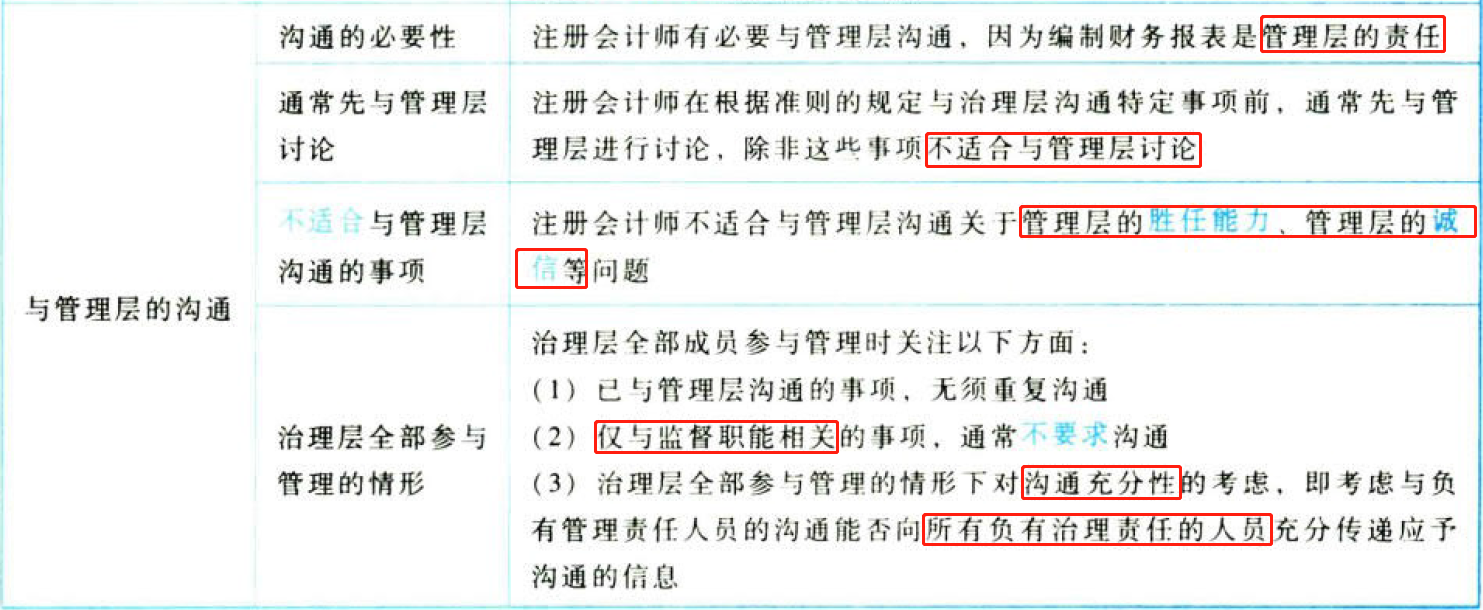 与管理层的沟通
沟通的必要性
注册会计师有必要与管理层沟通，因为编制财务报表是管理层的责任
通常先与管理层
讨论
注册会计师在根据准则的规定与治理层沟通特定事项前，通常先与管
理层进行讨论，除非这些事项不适合与管理层讨论
不适合与管理层
沟通的事项
注册会计师不适合与管理层沟通关于管理层的胜任能力、管理层的诚
信等问题
治理层全部参与
管理的情形
治理层全部成员参与管理时关注以下方面：
（1）已与管理层沟通的事项，无须重复沟通
（2）仅与监督职能相关的事项，通常不要求沟通
（3）治理层全部参与管理的情形下对沟通充分性的考虑，即考虑与负
有管理责任人员的沟通能否向所有负有治理责任的人员充分传递应予
沟通的信息